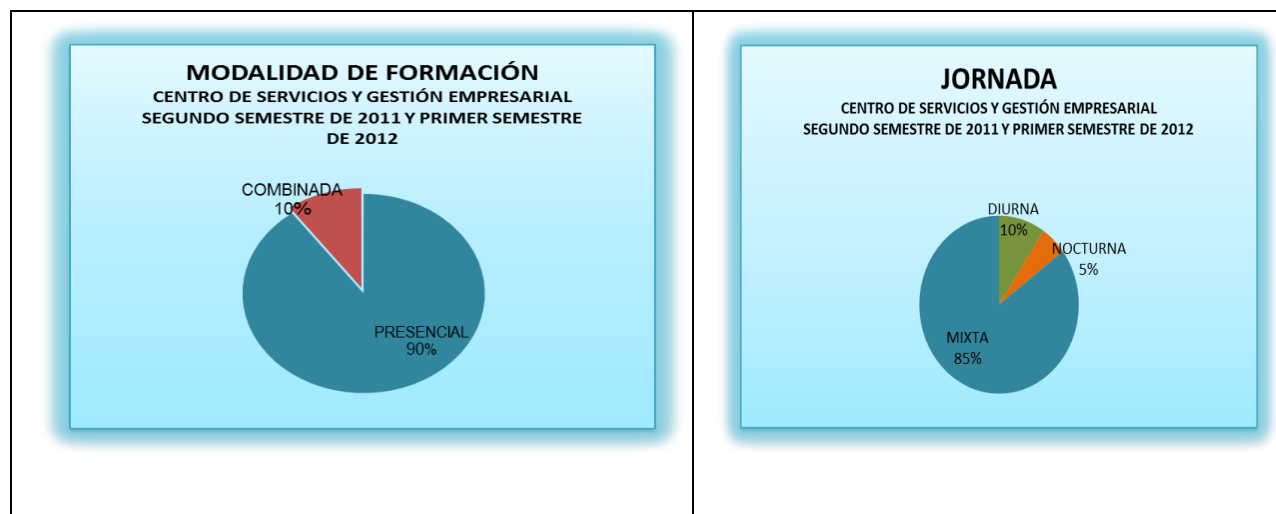 MODALIDAD DE FORMACIÓN
CENTRO DE SERVICIOS Y GESTIÓN EMPRESARIAL
SEGUNDO SEMESTRE DE 2011 Y PRIMER SEMESTRE
DE 2012
COMBINADA
10%
PRESENCIAL
90%
JORNADA
CENTRO DE SERVICIOS Y GESTIÓN EMPRESARIAL
SEGUNDO SEMESTRE DE 2011 Y PRIMER SEMESTRE DE 2012
DIURNA
10%
NOCTURNA
5%
MIXTA
85%